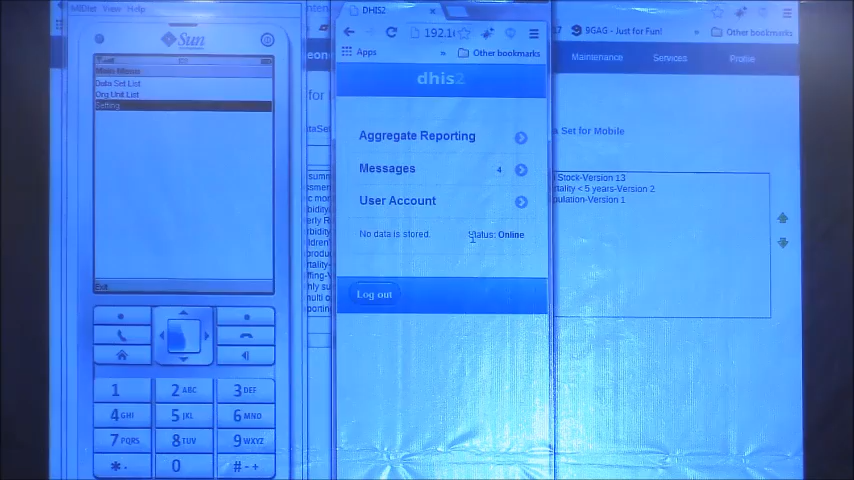 MIDlet View Help
Sun
Main Menu
Data Set List
Org Unit List
Setting
Exit
1
2 ABC
3 DEF
4 GHI
5 JKL
6 MNO
7 PQRS
8 TUV
9 WXYZ
*.
0
#-+
DHIS2
Apps
»
Other bookmarks
dhis2
Aggregate Reporting
Messages
4
User Account
No data is stored.
Status: Online
Log out
9GAG - Just for Fun!
»
Other bookmarks
Maintenance
Services
Profile
a Set for Mobile
Stock-Version 13
rtality < 5 years-Version 2
pulation-Version 1